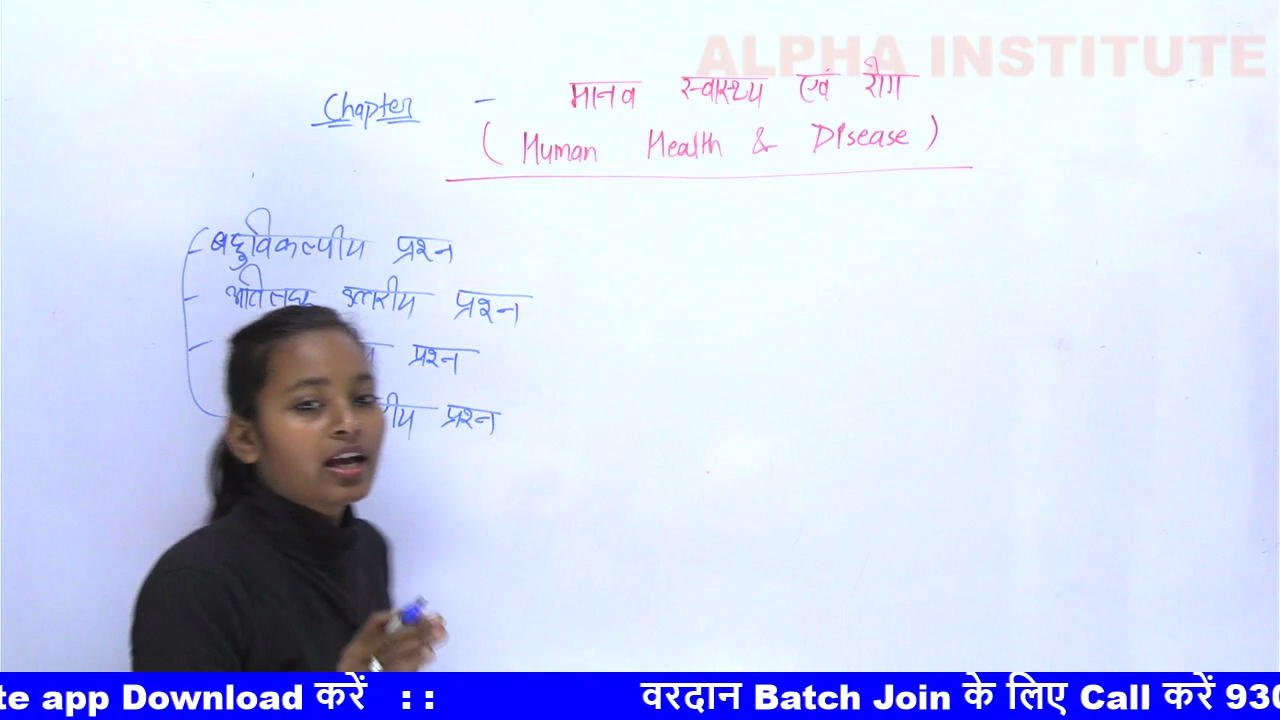 ALPHA INSTITUTE
Chapter - मानव स्वास्थ्य एवं रोग
( Human Health & Disease )
बहुविकल्पीय प्रश्न
अतिलघु उत्तरीय प्रश्न
प्रश्न
प्रश्न
te app Download करें : : वरदान Batch Join के लिए Call करें 930